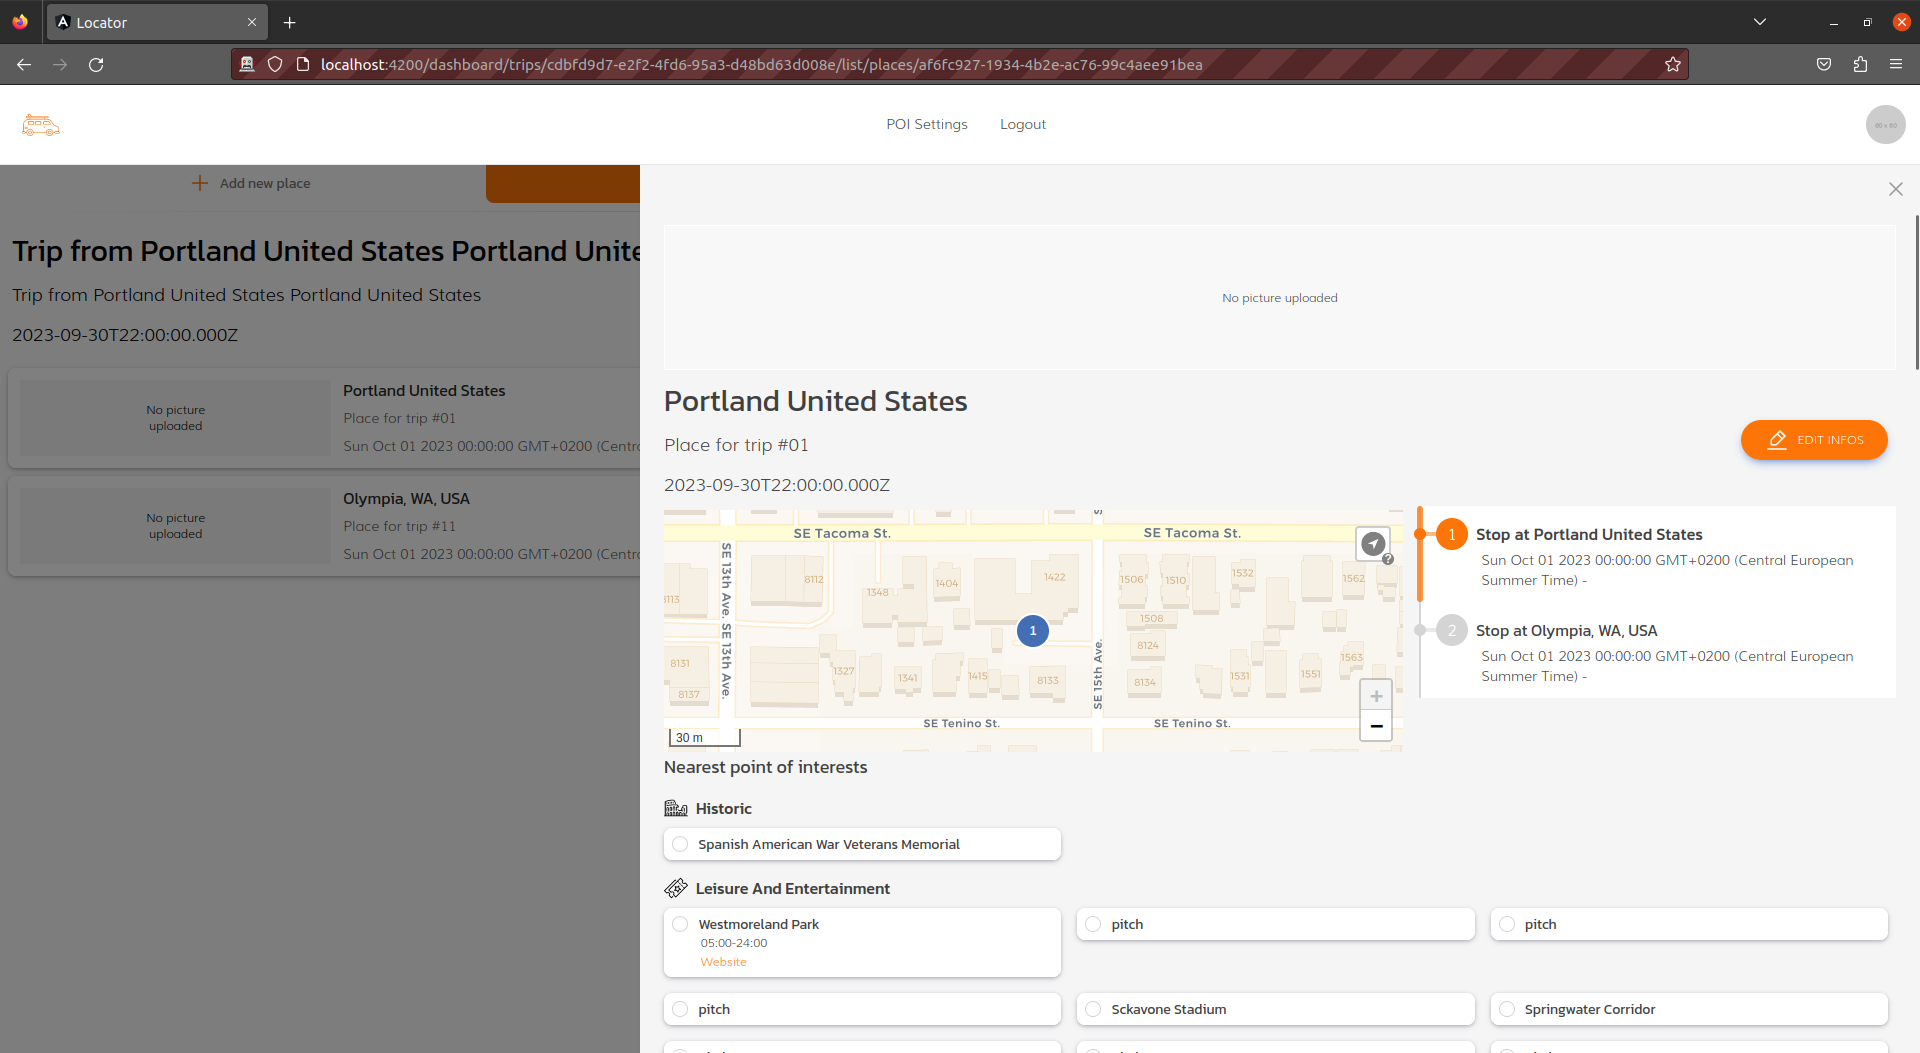 Locator
localhost:4200/dashboard/trips/cdbfd9d7-e2f2-4fd6-95a3-d48bd63d008e/list/places/af6fc927-1934-4b2e-ac76-99c4aee91bea
POI Settings
Logout
Add new place
Trip from Portland United States Portland Unite
Trip from Portland United States Portland United States
2023-09-30T22:00:00.000Z
No picture
uploaded
Portland United States
Place for trip #01
Sun Oct 01 2023 00:00:00 GMT+0200 (Centr
No picture
uploaded
Olympia, WA, USA
Place for trip #11
Sun Oct 01 2023 00:00:00 GMT+0200 (Centr
No picture uploaded
Portland United States
Place for trip #01
2023-09-30T22:00:00.000Z
EDIT INFOS
SE Tacoma St.
SE Tacoma St.
SE 13th Ave.
SE 13th Ave.
SE 15th Ave.
8112
1348
1404
1422
1506
1510
1532
1562
8113
1508
8124
1
8131
8137
1327
1341
1415
8133
8134
1531
1551
1563
SE Tenino St.
SE Tenino St.
30 m
?
+
−
1
Stop at Portland United States
Sun Oct 01 2023 00:00:00 GMT+0200 (Central European
Summer Time) -
2
Stop at Olympia, WA, USA
Sun Oct 01 2023 00:00:00 GMT+0200 (Central European
Summer Time) -
Nearest point of interests
Historic
Spanish American War Veterans Memorial
Leisure And Entertainment
Westmoreland Park
05:00-24:00
Website
pitch
pitch
pitch
Sckavone Stadium
Springwater Corridor